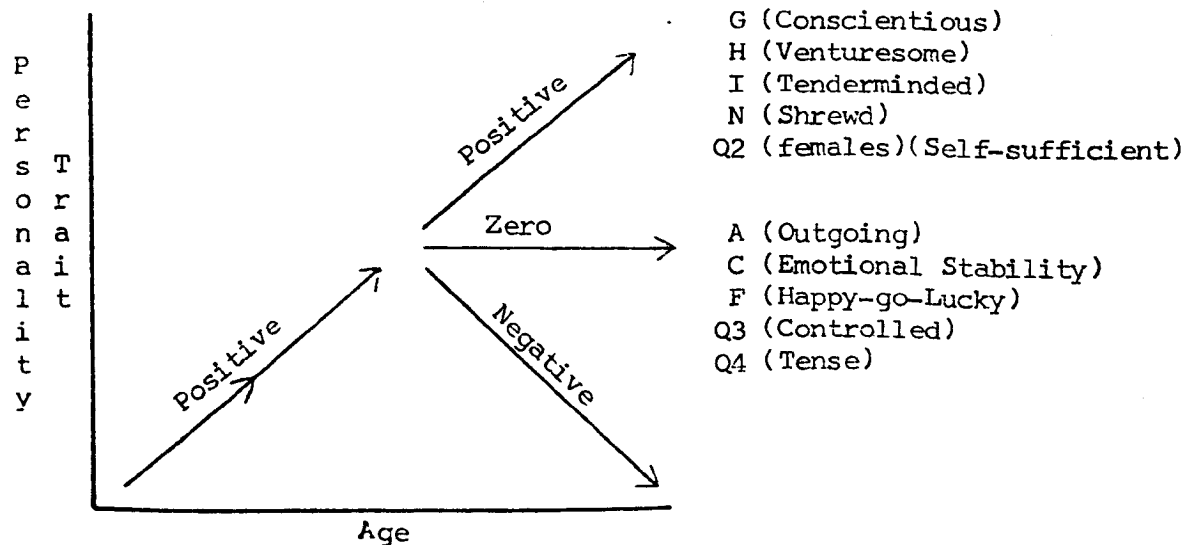 Personality
Trait
Positive
Positive
Zero
Negative
Age
G (Conscientious)
H (Venturesome)
I (Tenderminded)
N (Shrewd)
Q2 (females)(Self-sufficient)
A (Outgoing)
C (Emotional Stability)
F (Happy-go-Lucky)
Q3 (Controlled)
Q4 (Tense)